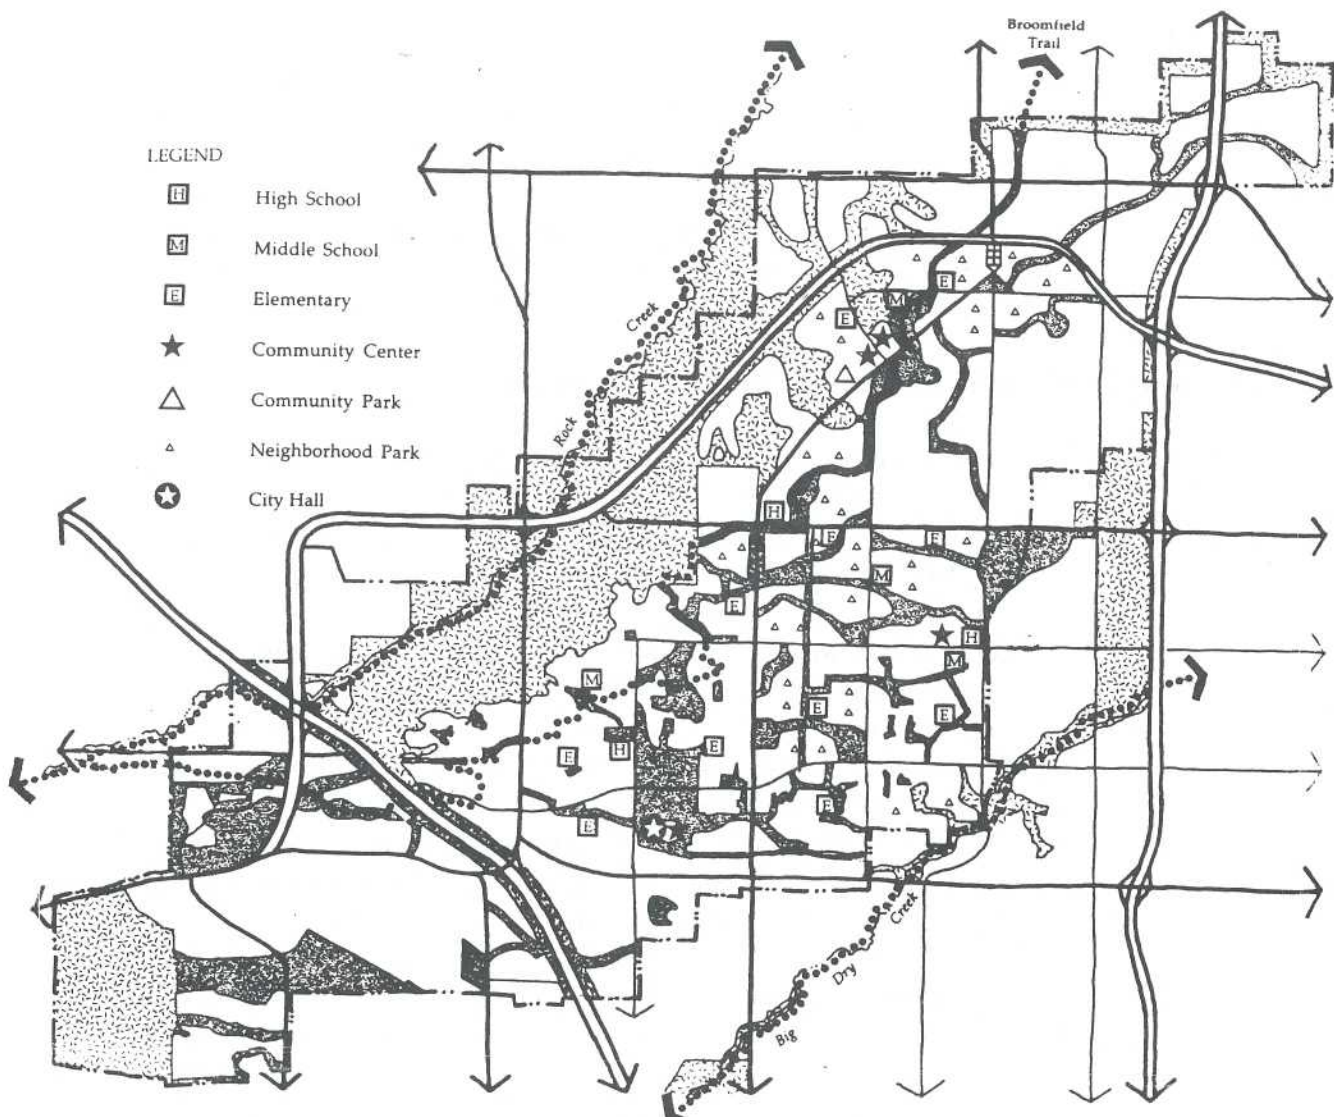 Broomfield
Trail
LEGEND
H High School
M Middle School
E Elementary
Community Center
Community Park
Neighborhood Park
City Hall
Creek
Rock
E
M
E
H
E
E
M
E
H
M
M
E
E
H
E
E
E
E
Creek
Dry
Big